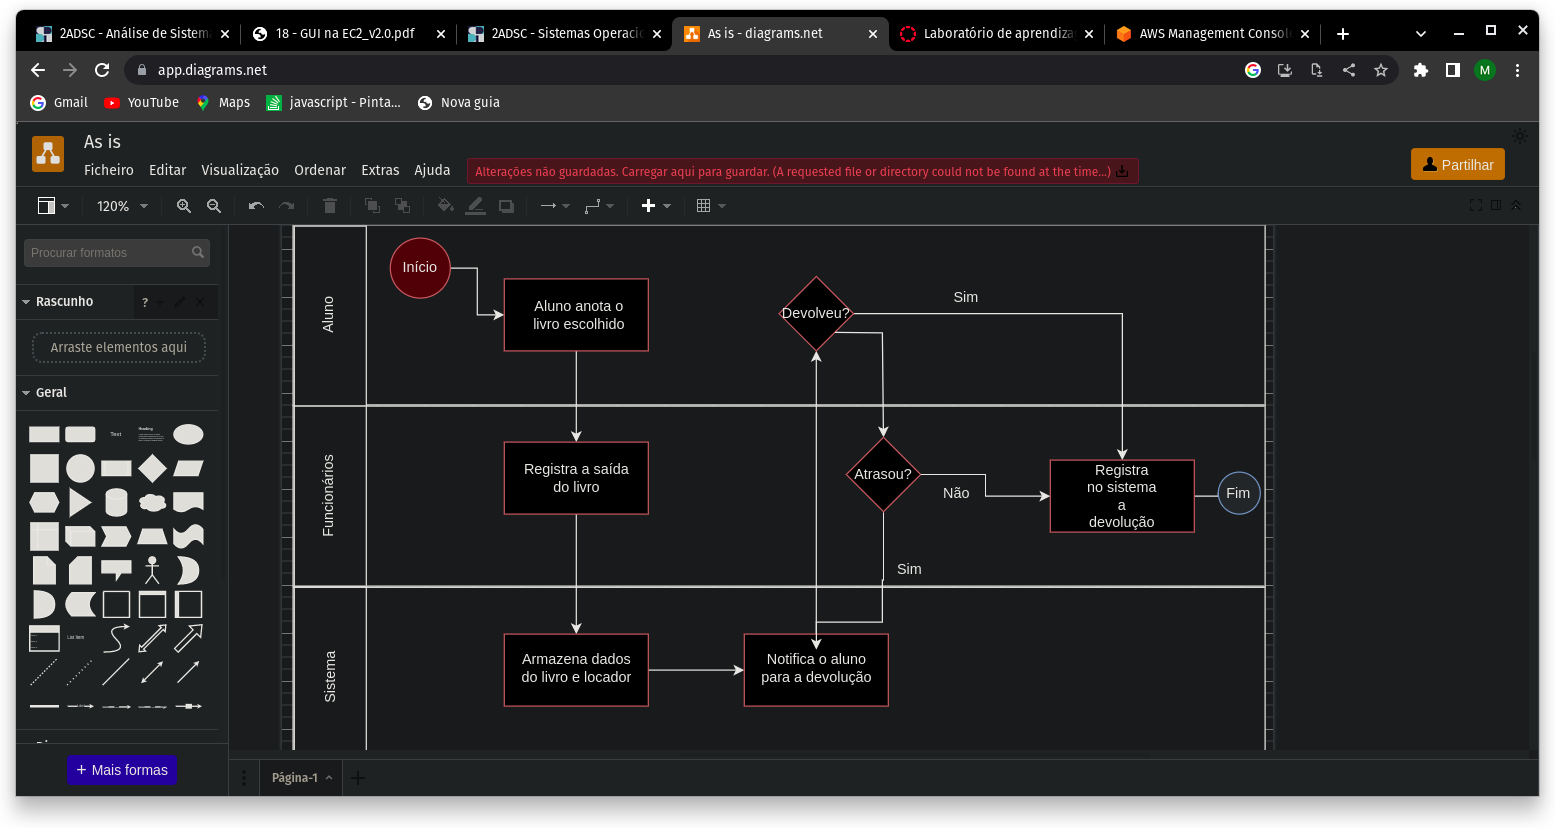 2ADSC - Análise de Sistem
18 - GUI na EC2_v2.0.pdf
2ADSC - Sistemas Operaci
As is - diagrams.net
Laboratório de aprendiza
AWS Management Consol
app.diagrams.net
M
Gmail
YouTube
Maps
javascript - Pinta...
Nova guia
As is
Ficheiro
Editar
Visualização
Ordenar
Extras
Ajuda
Alterações não guardadas. Carregar aqui para guardar. (A requested file or directory could not be found at the time...)
Partilhar
120%
Procurar formatos
Rascunho
?
Arraste elementos aqui
Geral
Text
Heading
List Item
+ Mais formas
Página-1
Aluno
Início
Aluno anota o
livro escolhido
Devolveu?
Sim
Funcionários
Registra a saída
do livro
Atrasou?
Não
Registra
no sistema
a
devolução
Fim
Sim
Sistema
Armazena dados
do livro e locador
Notifica o aluno
para a devolução